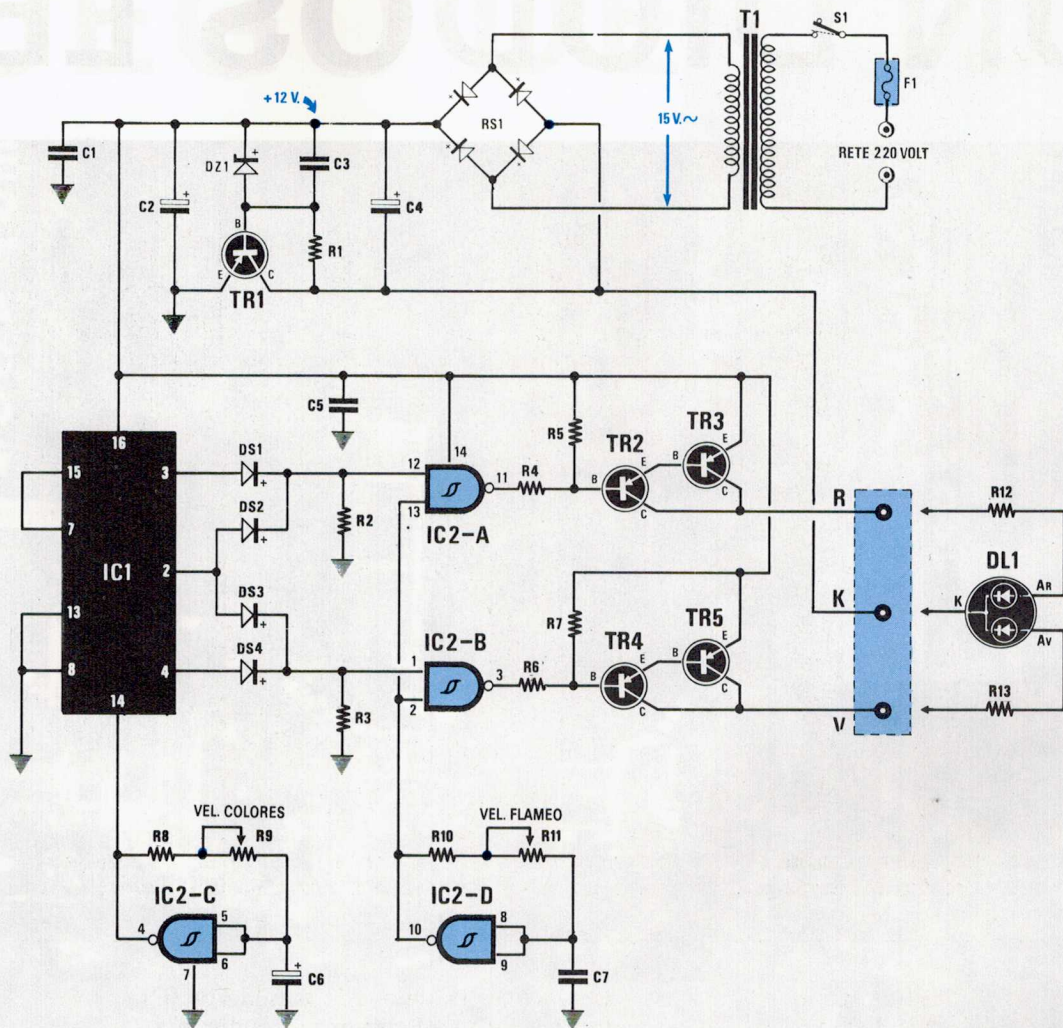 T1
S1
F1
+12 V.
RS1
15 V.~
RETE 220 VOLT
C1
DZ1
+
C3
C2
+
+
C4
B
R1
E
C
TR1
C5
16
15
3
DS1
+
12
14
11
R4
R5
TR2
TR3
B
E
C
B
E
C
R
R12
7
DS2
+
13
R2
IC2-A
IC1
2
DL1
K
K
AR
AV
13
DS3
+
IC2-B
R7
TR4
TR5
8
4
DS4
+
1
3
R6
B
E
C
B
E
C
R13
14
2
R3
V
VEL. COLORES
VEL. FLAMEO
R8
R9
R10
R11
IC2-C
IC2-D
4
5
6
7
+
C6
10
8
9
C7